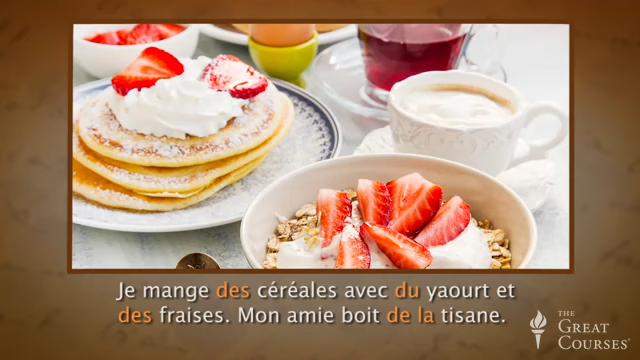 Je mange des céréales avec du yaourt et
des fraises. Mon amie boit de la tisane.
THE
GREAT
COURSES®